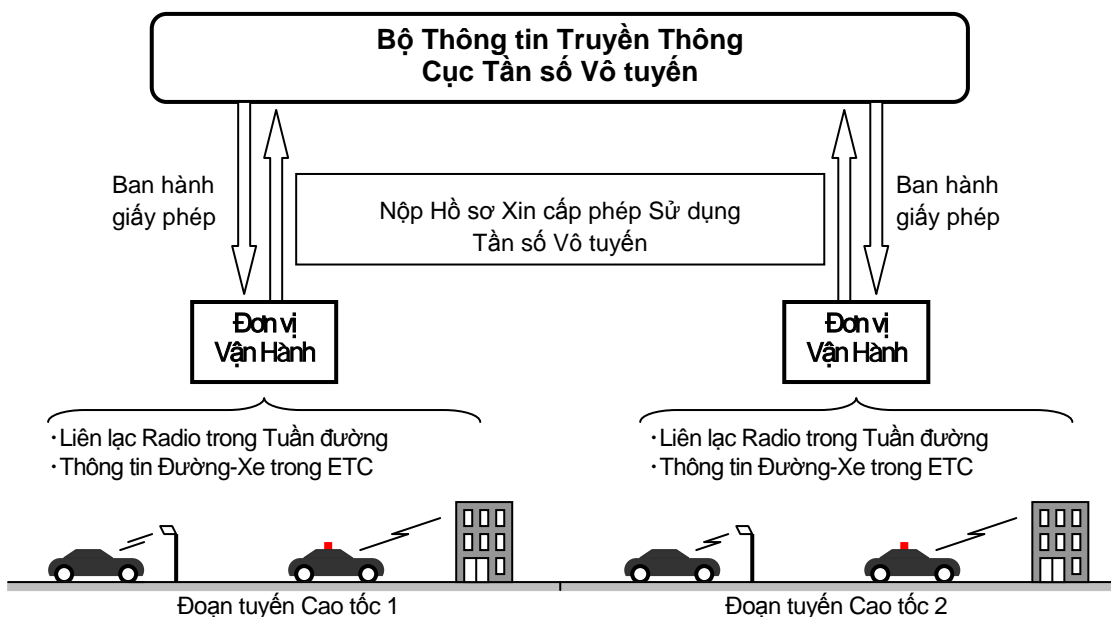 Bộ Thông tin Truyền Thông
Cục Tần số Vô tuyến
Ban hành
giấy phép
Nộp Hồ sơ Xin cấp phép Sử dụng
Tần số Vô tuyến
Ban hành
giấy phép
Đơn vị
Vận Hành
Đơn vị
Vận Hành
・Liên lạc Radio trong Tuần đường
・Thông tin Đường-Xe trong ETC
・Liên lạc Radio trong Tuần đường
・Thông tin Đường-Xe trong ETC
Đoạn tuyến Cao tốc 1
Đoạn tuyến Cao tốc 2